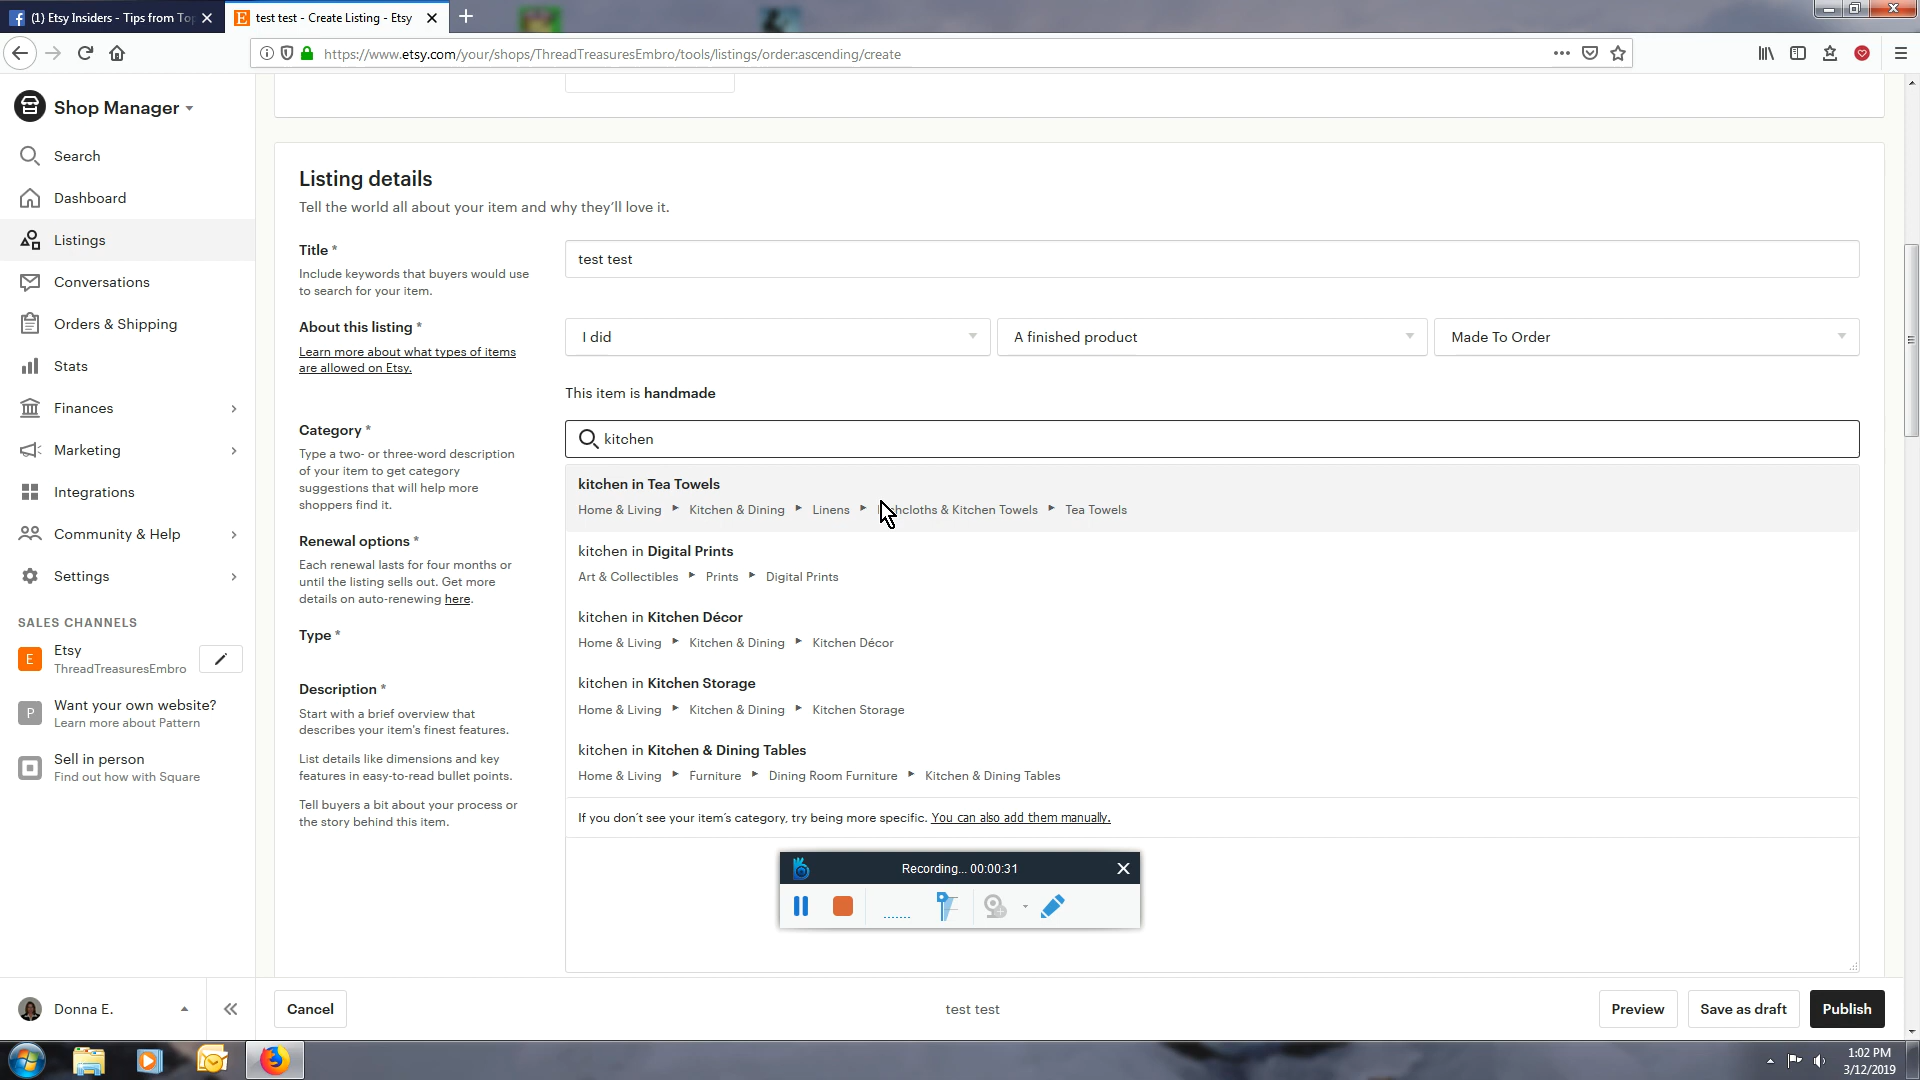 (1) Etsy Insiders - Tips from To
test test - Create Listing - Etsy
https://www.etsy.com/your/shops/ThreadTreasuresEmbro/tools/listings/order:ascending/create
Shop Manager
Search
Dashboard
Listings
Conversations
Orders & Shipping
Stats
Finances
Marketing
Integrations
Community & Help
Settings
SALES CHANNELS
E
Etsy
ThreadTreasuresEmbro
P
Want your own website?
Learn more about Pattern
Sell in person
Find out how with Square
Donna E.
Listing details
Tell the world all about your item and why they'll love it.
Title *
Include keywords that buyers would use
to search for your item.
test test
About this listing *
Learn more about what types of items
are allowed on Etsy.
I did
A finished product
Made To Order
This item is handmade
Category *
Type a two- or three-word description
of your item to get category
suggestions that will help more
shoppers find it.
kitchen
kitchen in Tea Towels
Home & Living ▸ Kitchen & Dining ▸ Linens ▸ hcloths & Kitchen Towels ▸ Tea Towels
kitchen in Digital Prints
Art & Collectibles ▸ Prints ▸ Digital Prints
kitchen in Kitchen Décor
Home & Living ▸ Kitchen & Dining ▸ Kitchen Décor
kitchen in Kitchen Storage
Home & Living ▸ Kitchen & Dining ▸ Kitchen Storage
kitchen in Kitchen & Dining Tables
Home & Living ▸ Furniture ▸ Dining Room Furniture ▸ Kitchen & Dining Tables
If you don't see your item's category, try being more specific. You can also add them manually.
Renewal options *
Each renewal lasts for four months or
until the listing sells out. Get more
details on auto-renewing here.
Type *
Description *
Start with a brief overview that
describes your item's finest features.
List details like dimensions and key
features in easy-to-read bullet points.
Tell buyers a bit about your process or
the story behind this item.
Recording... 00:00:31
Cancel
test test
Preview
Save as draft
Publish
1:02 PM
3/12/2019